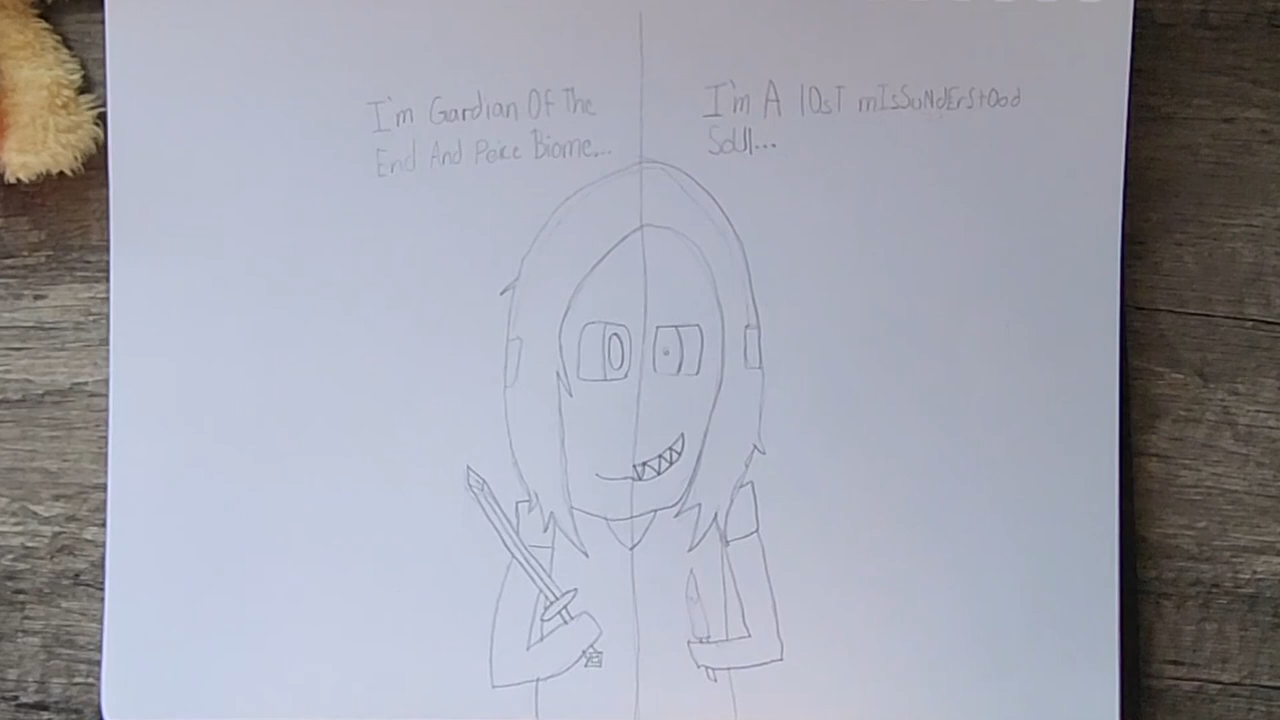 I'm Gardian Of The
End And Peice Biome...
I'm A lOsT mIsSuNdErStOod
SoUl...